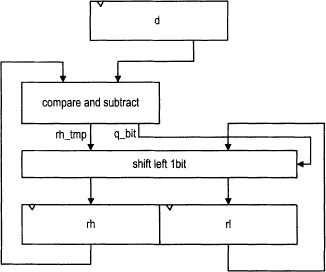 d
compare and subtract
rh_tmp q_bit
shift left 1bit
rh rl